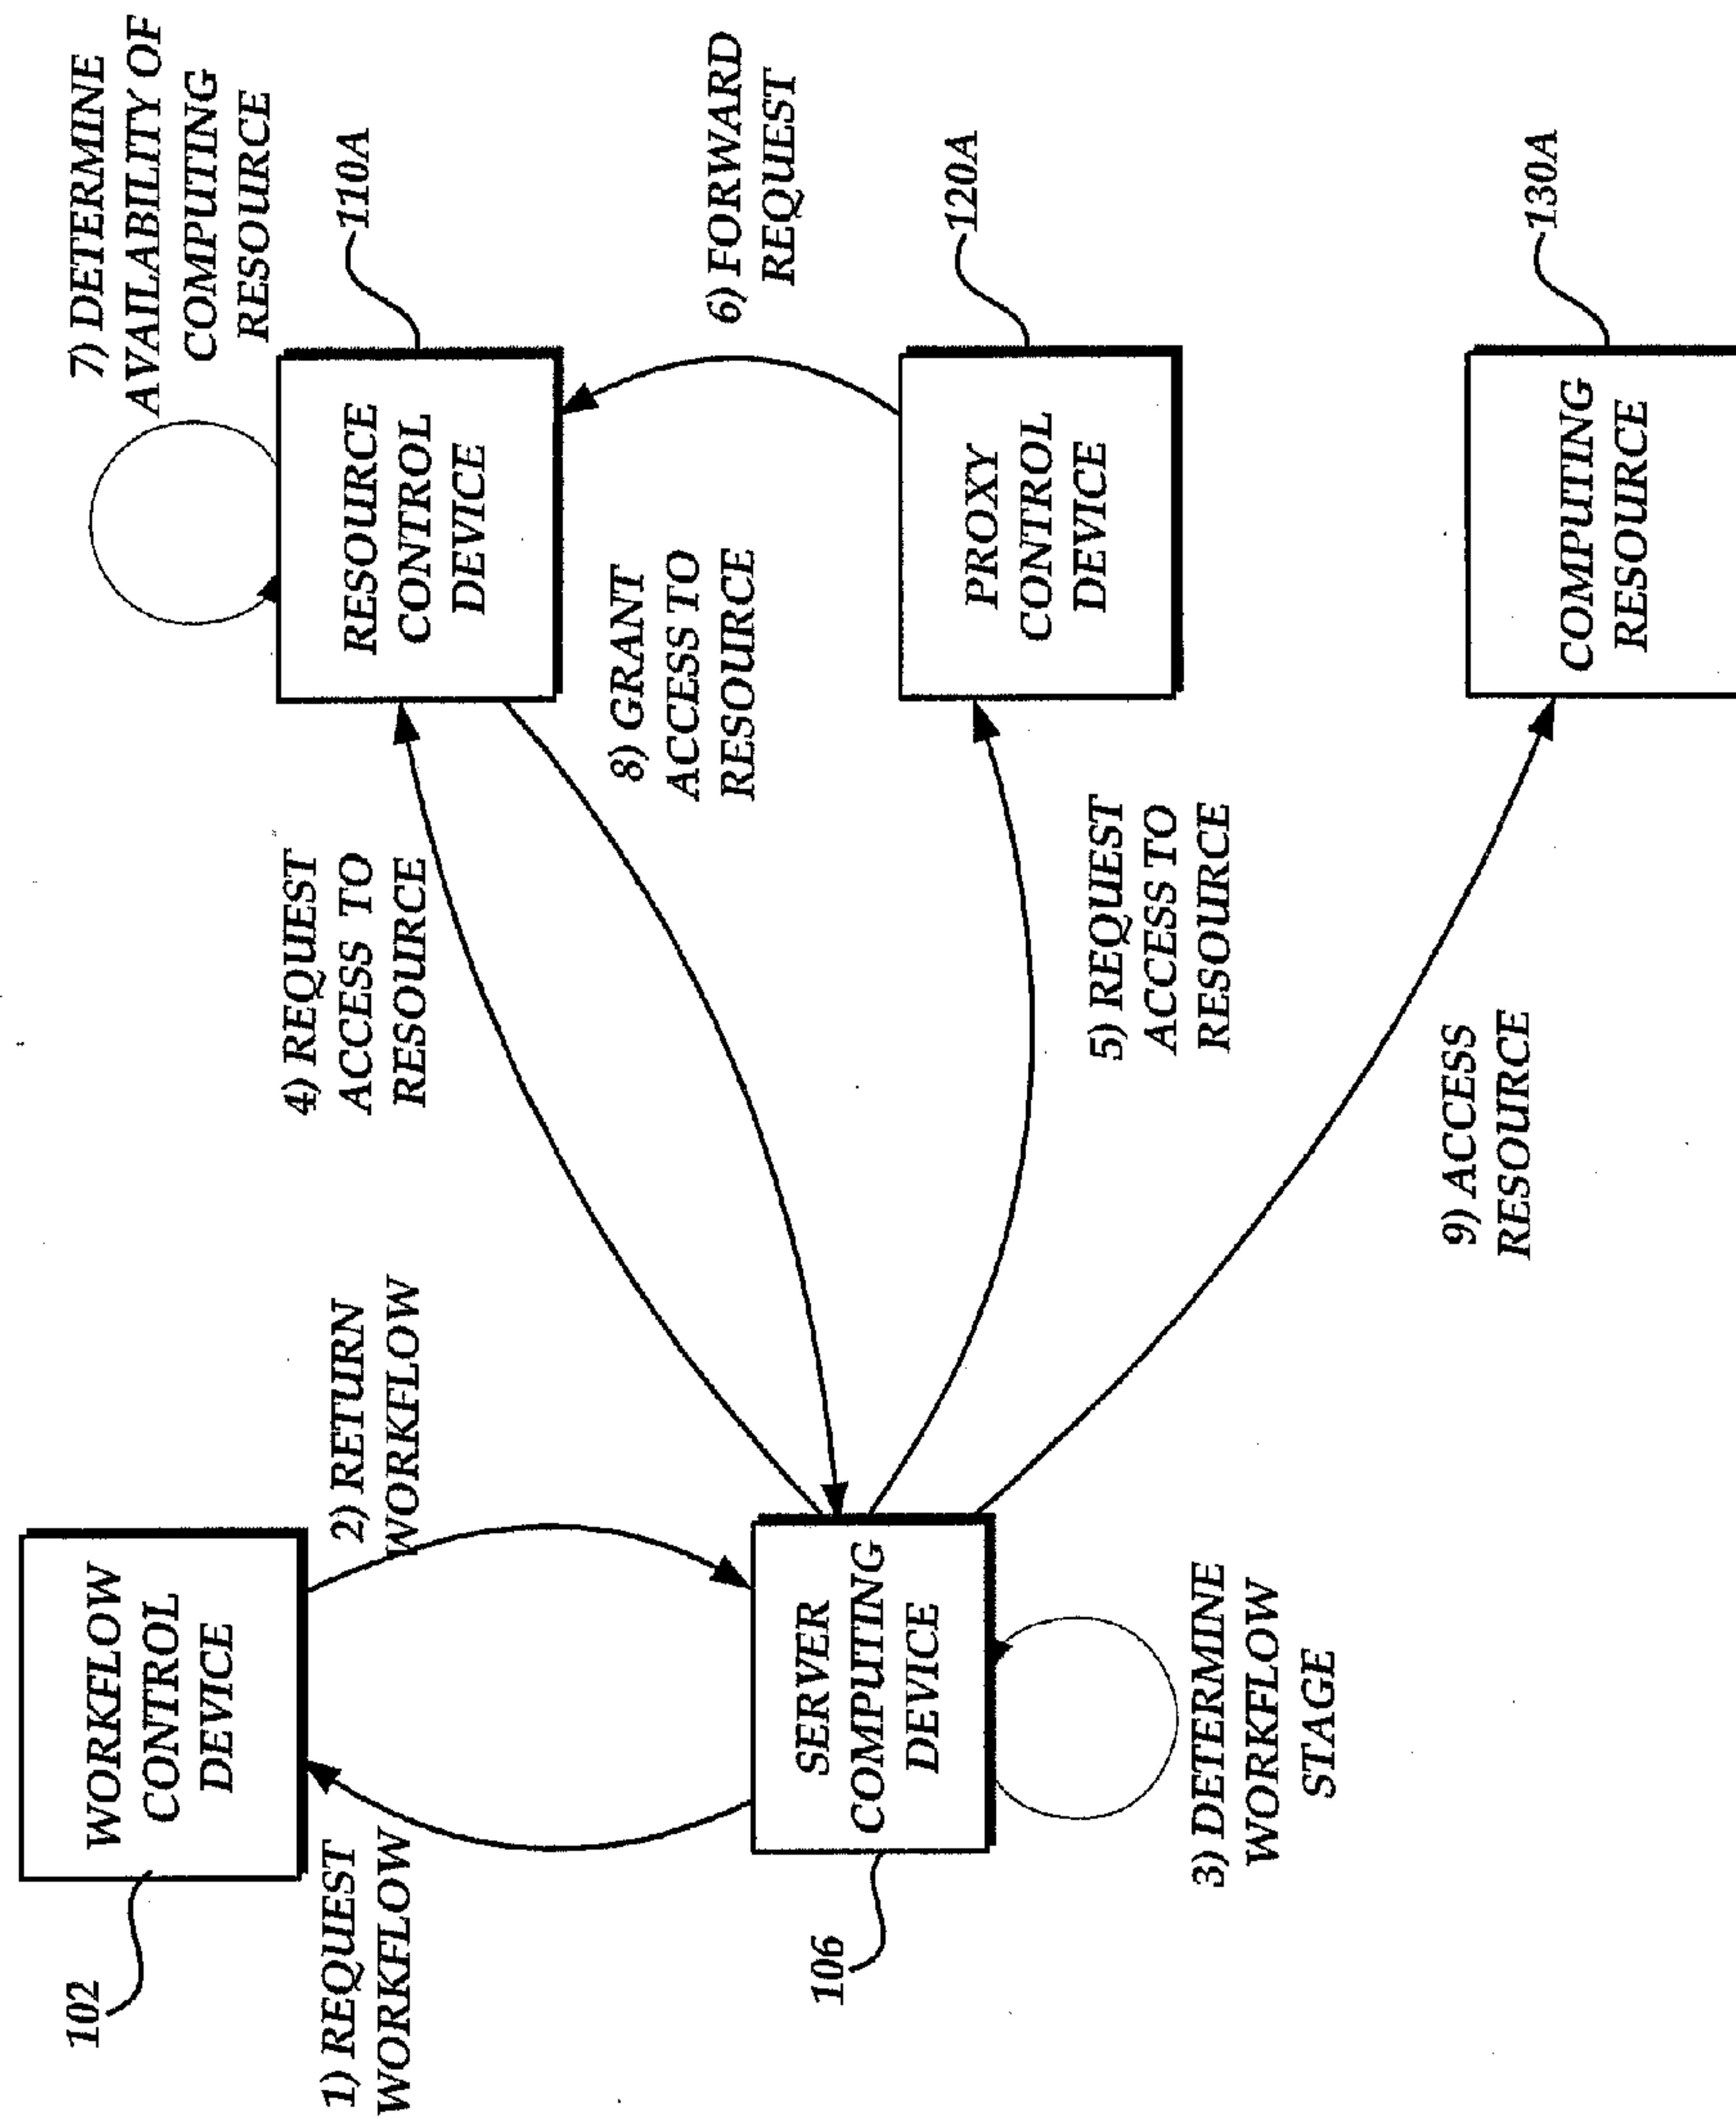 WORKFLOW
CONTROL
DEVICE
102
1) REQUEST
WORKFLOW
2) RETURN
WORKFLOW
SERVER
COMPUTING
DEVICE
106
3) DETERMINE
WORKFLOW
STAGE
4) REQUEST
ACCESS TO
RESOURCE
7) DETERMINE
AVAILABILITY OF
COMPUTING
RESOURCE
RESOURCE
CONTROL
DEVICE
110A
8) GRANT
ACCESS TO
RESOURCE
6) FORWARD
REQUEST
PROXY
CONTROL
DEVICE
120A
5) REQUEST
ACCESS TO
RESOURCE
9) ACCESS
RESOURCE
COMPUTING
RESOURCE
130A